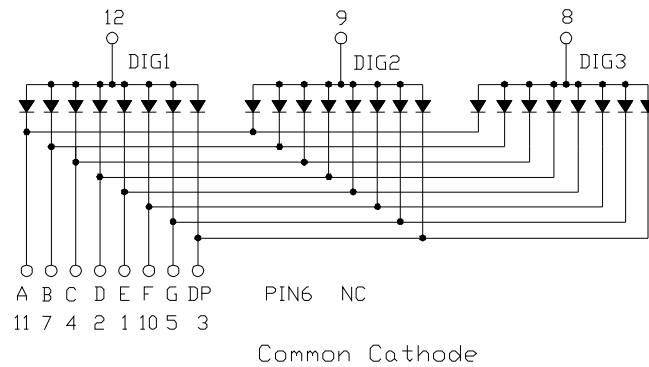 12 9 8
DIG1 DIG2 DIG3
A B C D E F G DP PIN6 NC
11 7 4 2 1 10 5 3
Common Cathode